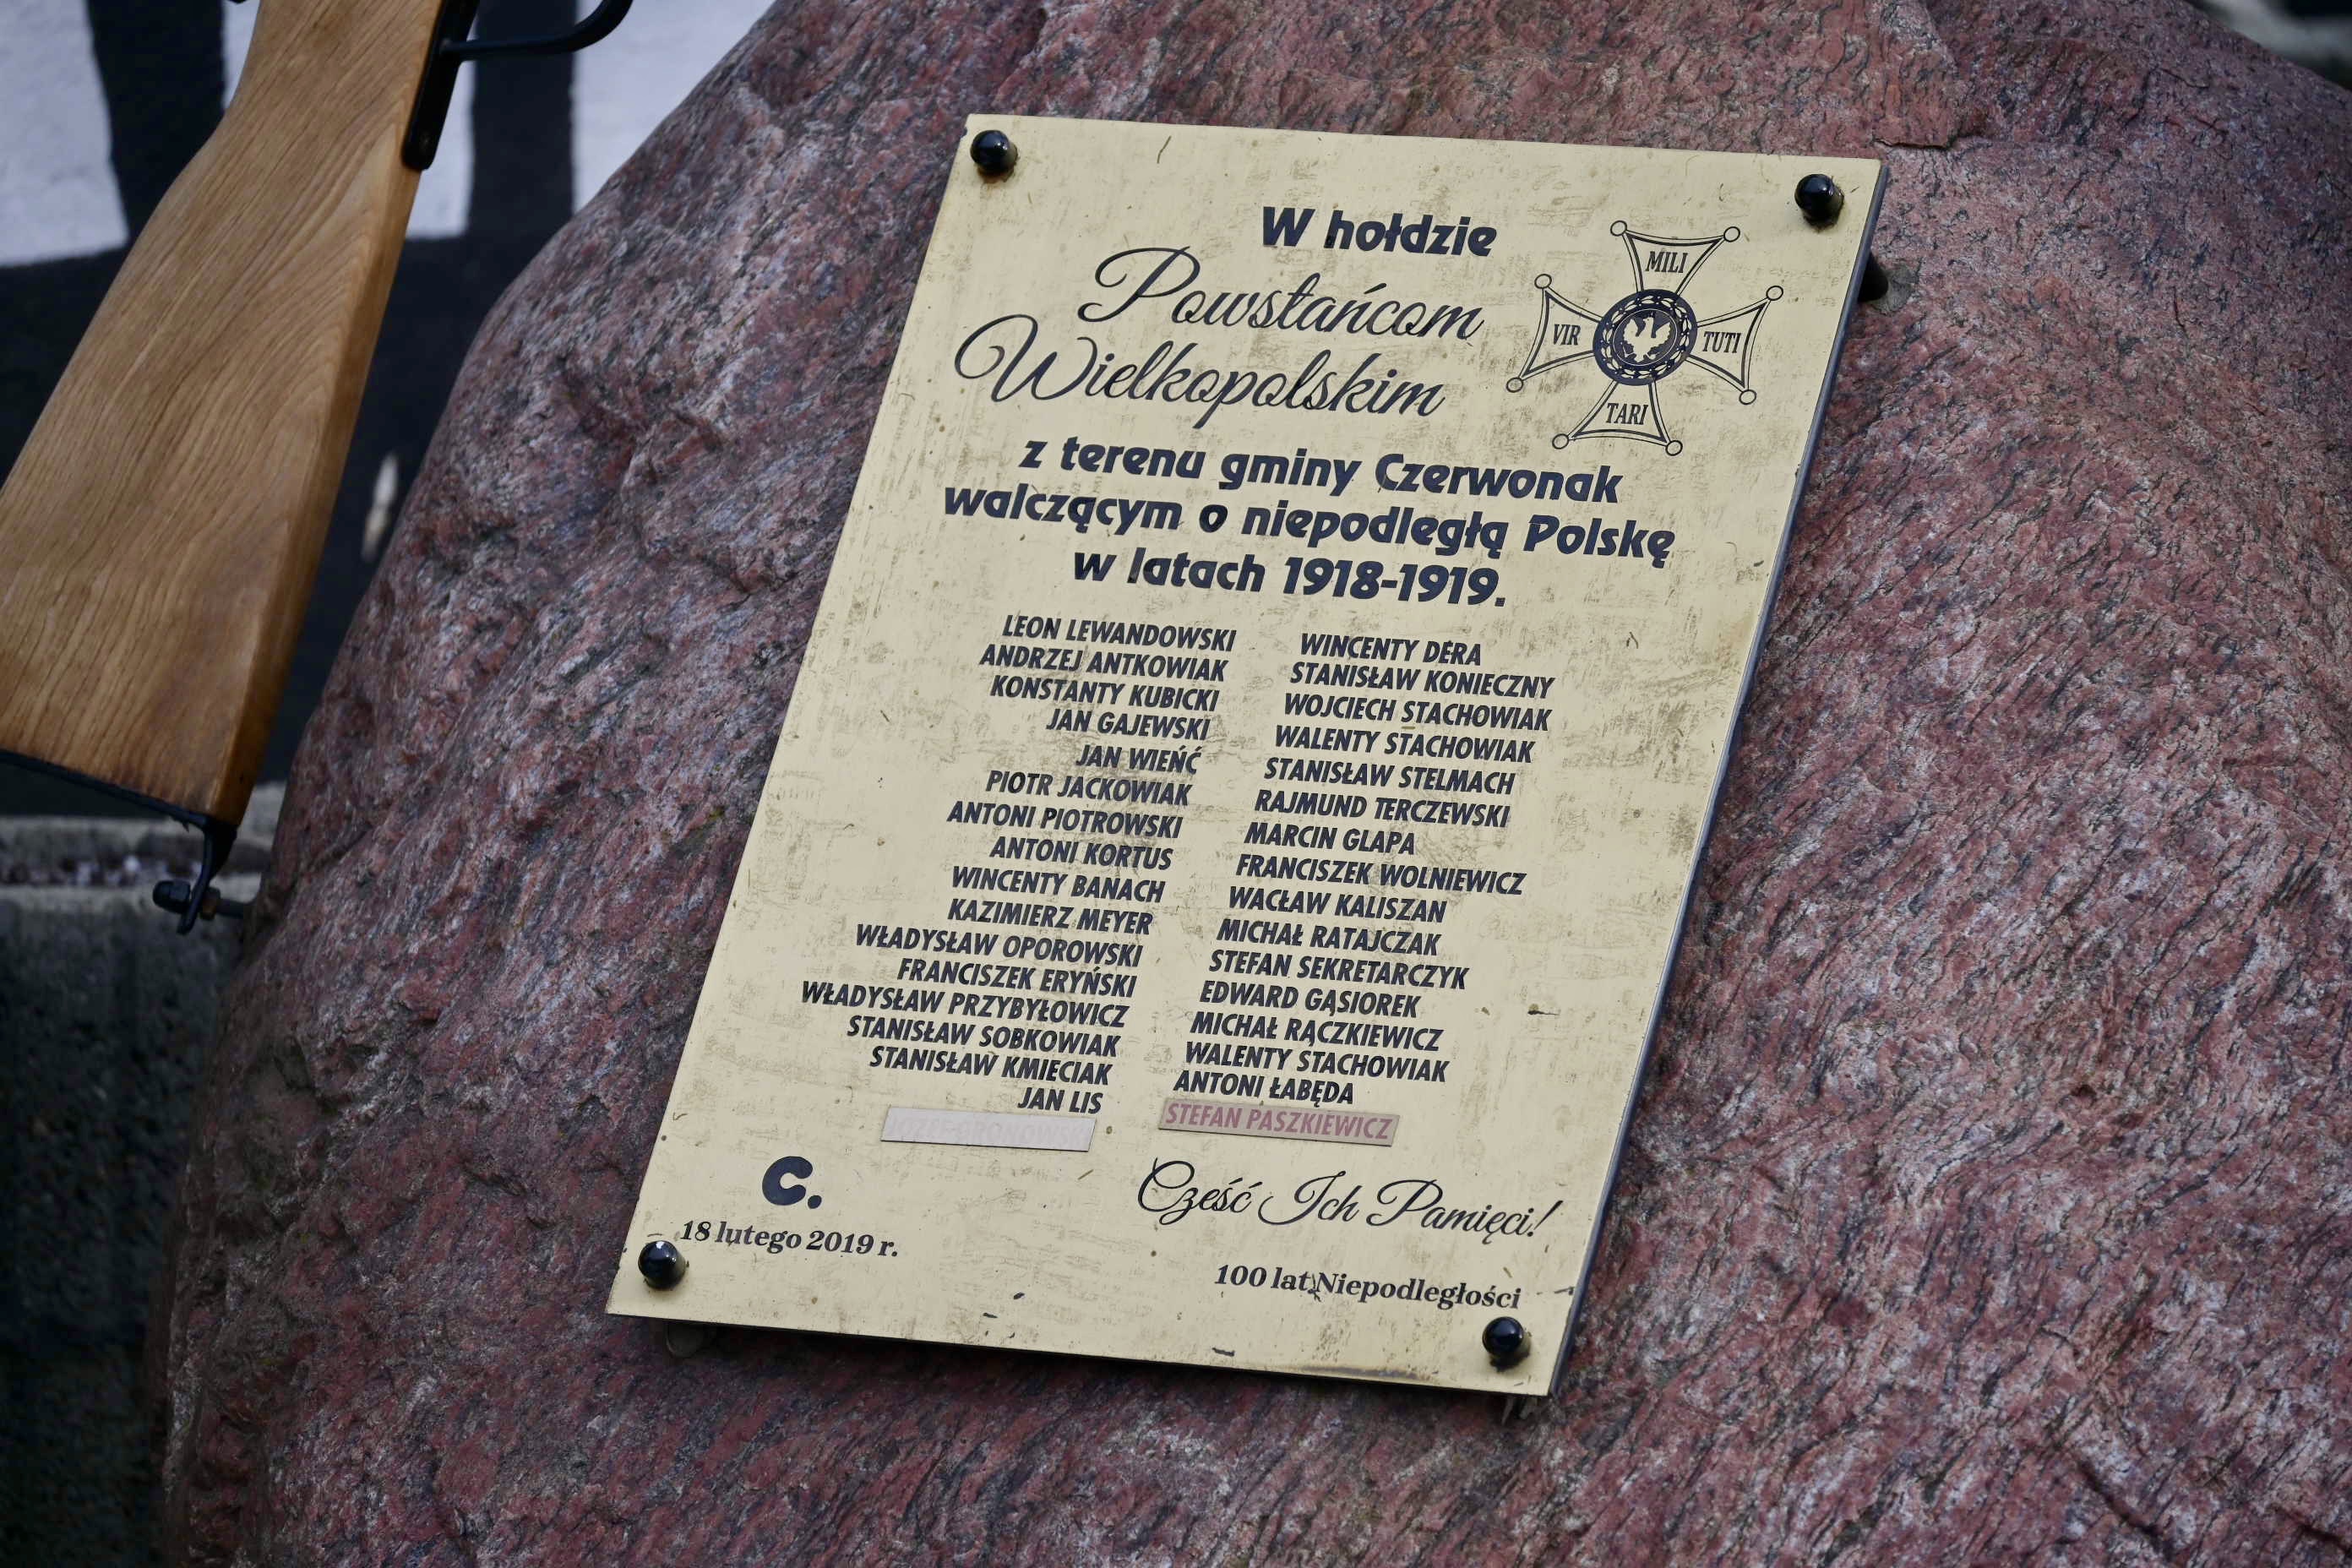 W hołdzie
Powstańcom
Wielkopolskim
MILI
VIR TUTI
TARI
z terenu gminy Czerwonak
walczącym o niepodległą Polskę
w latach 1918-1919.
LEON LEWANDOWSKI
ANDRZEJ ANTKOWIAK
KONSTANTY KUBICKI
JAN GAJEWSKI
JAN WIEŃĆ
PIOTR JACKOWIAK
ANTONI PIOTROWSKI
ANTONI KORTUS
WINCENTY BANACH
KAZIMIERZ MEYER
WŁADYSŁAW OPOROWSKI
FRANCISZEK ERYŃSKI
WŁADYSŁAW PRZYBYŁOWICZ
STANISŁAW SOBKOWIAK
STANISŁAW KMIECIAK
JAN LIS
WINCENTY DERA
STANISŁAW KONIECZNY
WOJCIECH STACHOWIAK
WALENTY STACHOWIAK
STANISŁAW STELMACH
RAJMUND TERCZEWSKI
MARCIN GLAPA
FRANCISZEK WOLNIEWICZ
WACŁAW KALISZAN
MICHAŁ RATAJCZAK
STEFAN SEKRETARCZYK
EDWARD GĄSIOREK
MICHAŁ RĄCZKIEWICZ
WALENTY STACHOWIAK
ANTONI ŁABĘDA
STEFAN PASZKIEWICZ
C.
18 lutego 2019 r.
Cześć Ich Pamięci!
100 lat Niepodległości